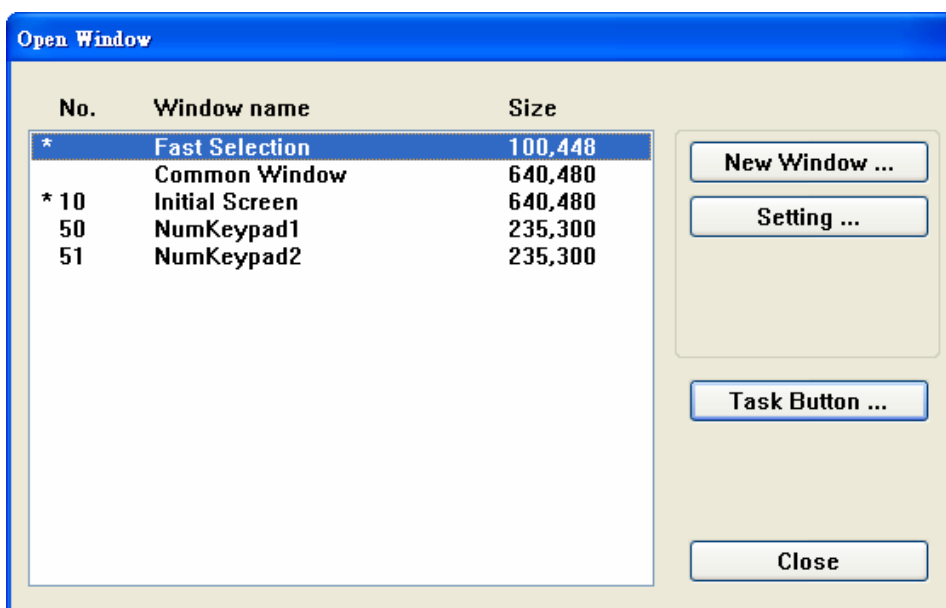 Open Window
No. Window name Size
* Fast Selection 100,448
Common Window 640,480
* 10 Initial Screen 640,480
50 NumKeypad1 235,300
51 NumKeypad2 235,300
New Window ...
Setting ...
Task Button ...
Close